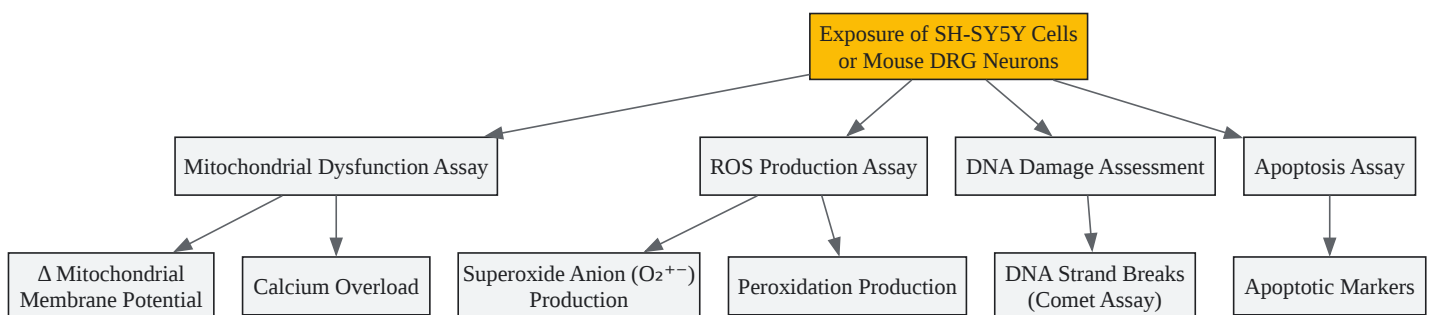 Exposure of SH-SY5Y Cells
or Mouse DRG Neurons
Mitochondrial Dysfunction Assay
ROS Production Assay
DNA Damage Assessment
Apoptosis Assay
Δ Mitochondrial
Membrane Potential
Calcium Overload
Superoxide Anion (O₂⁺⁻)
Production
Peroxidation Production
DNA Strand Breaks
(Comet Assay)
Apoptotic Markers